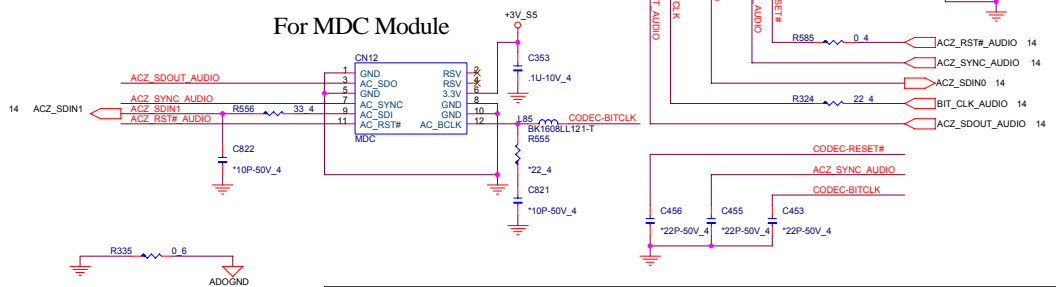 For MDC Module
+3V_S5
CN12
C353
.1U-10V_4
1 GND RSV 2
3 AC_SDO RSV 4
5 GND 3.3V 6
7 AC_SYNC GND 8
9 AC_SDI GND 10
11 AC_RST# AC_BCLK 12
MDC
ACZ_SDOUT_AUDIO
ACZ_SYNC_AUDIO
14 ACZ_SDIN1
ACZ_SDIN1
R556 33_4
ACZ_RST#_AUDIO
L85
CODEC-BITCLK
BK1608LL121-T
R555
*22_4
C822
*10P-50V_4
C821
*10P-50V_4
R335 0_6
ADOGND
_AUDIO
CLK
_AUDIO
SET#
R585 0_4
ACZ_RST#_AUDIO 14
ACZ_SYNC_AUDIO 14
ACZ_SDIN0 14
R324 22_4
BIT_CLK_AUDIO 14
ACZ_SDOUT_AUDIO 14
CODEC-RESET#
ACZ_SYNC_AUDIO
CODEC-BITCLK
C456 C455 C453
*22P-50V_4 *22P-50V_4 *22P-50V_4